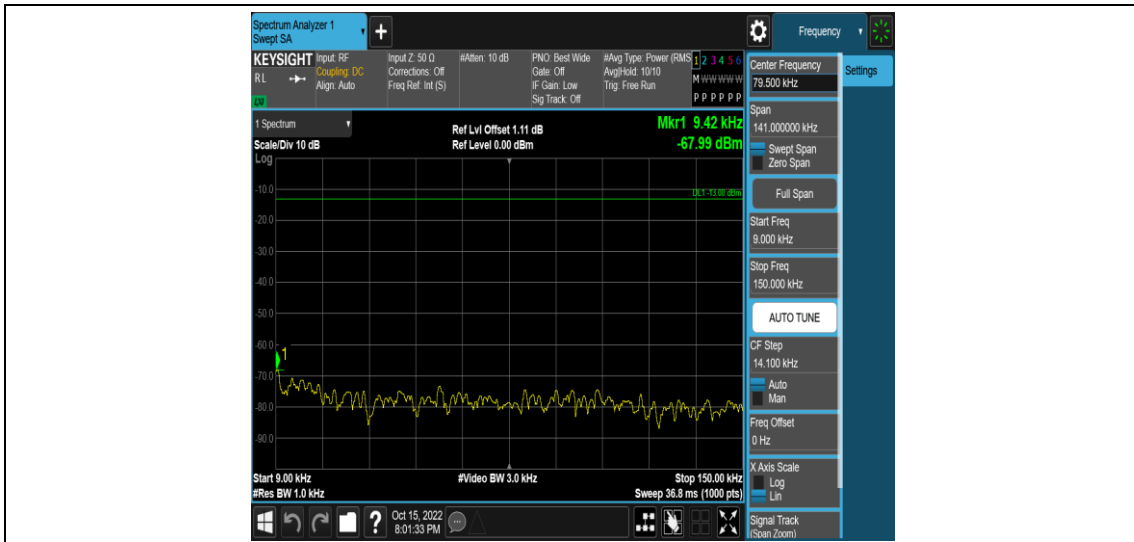 Spectrum Analyzer 1
Swept SA
Frequency
KEYSIGHT
RL
LM
Input: RF
Coupling: DC
Align: Auto
Input Z: 50 Ω
Corrections: Off
Freq Ref: Int (S)
#Atten: 10 dB
PNO: Best Wide
Gate: Off
IF Gain: Low
Sig Track: Off
#Avg Type: Power (RMS
Avg|Hold: 10/10
Trig: Free Run
1 2 3 4 5 6
M W W W W W
P P P P P P
1 Spectrum
Scale/Div 10 dB
Log
Ref Lvl Offset 1.11 dB
Ref Level 0.00 dBm
Mkr1 9.42 kHz
-67.99 dBm
DL1 -13.00 dBm
-10.0
-20.0
-30.0
-40.0
-50.0
-60.0
-70.0
-80.0
-90.0
1
Start 9.00 kHz
#Res BW 1.0 kHz
#Video BW 3.0 kHz
Stop 150.00 kHz
Sweep 36.8 ms (1000 pts)
Center Frequency
79.500 kHz
Settings
Span
141.000000 kHz
Swept Span
Zero Span
Full Span
Start Freq
9.000 kHz
Stop Freq
150.000 kHz
AUTO TUNE
CF Step
14.100 kHz
Auto
Man
Freq Offset
0 Hz
X Axis Scale
Log
Lin
Signal Track
(Span Zoom)
?
Oct 15, 2022
8:01:33 PM